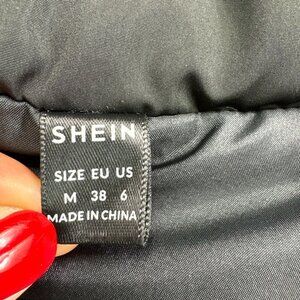 SHEIN
SIZE EU US
M 38 6
MADE IN CHINA